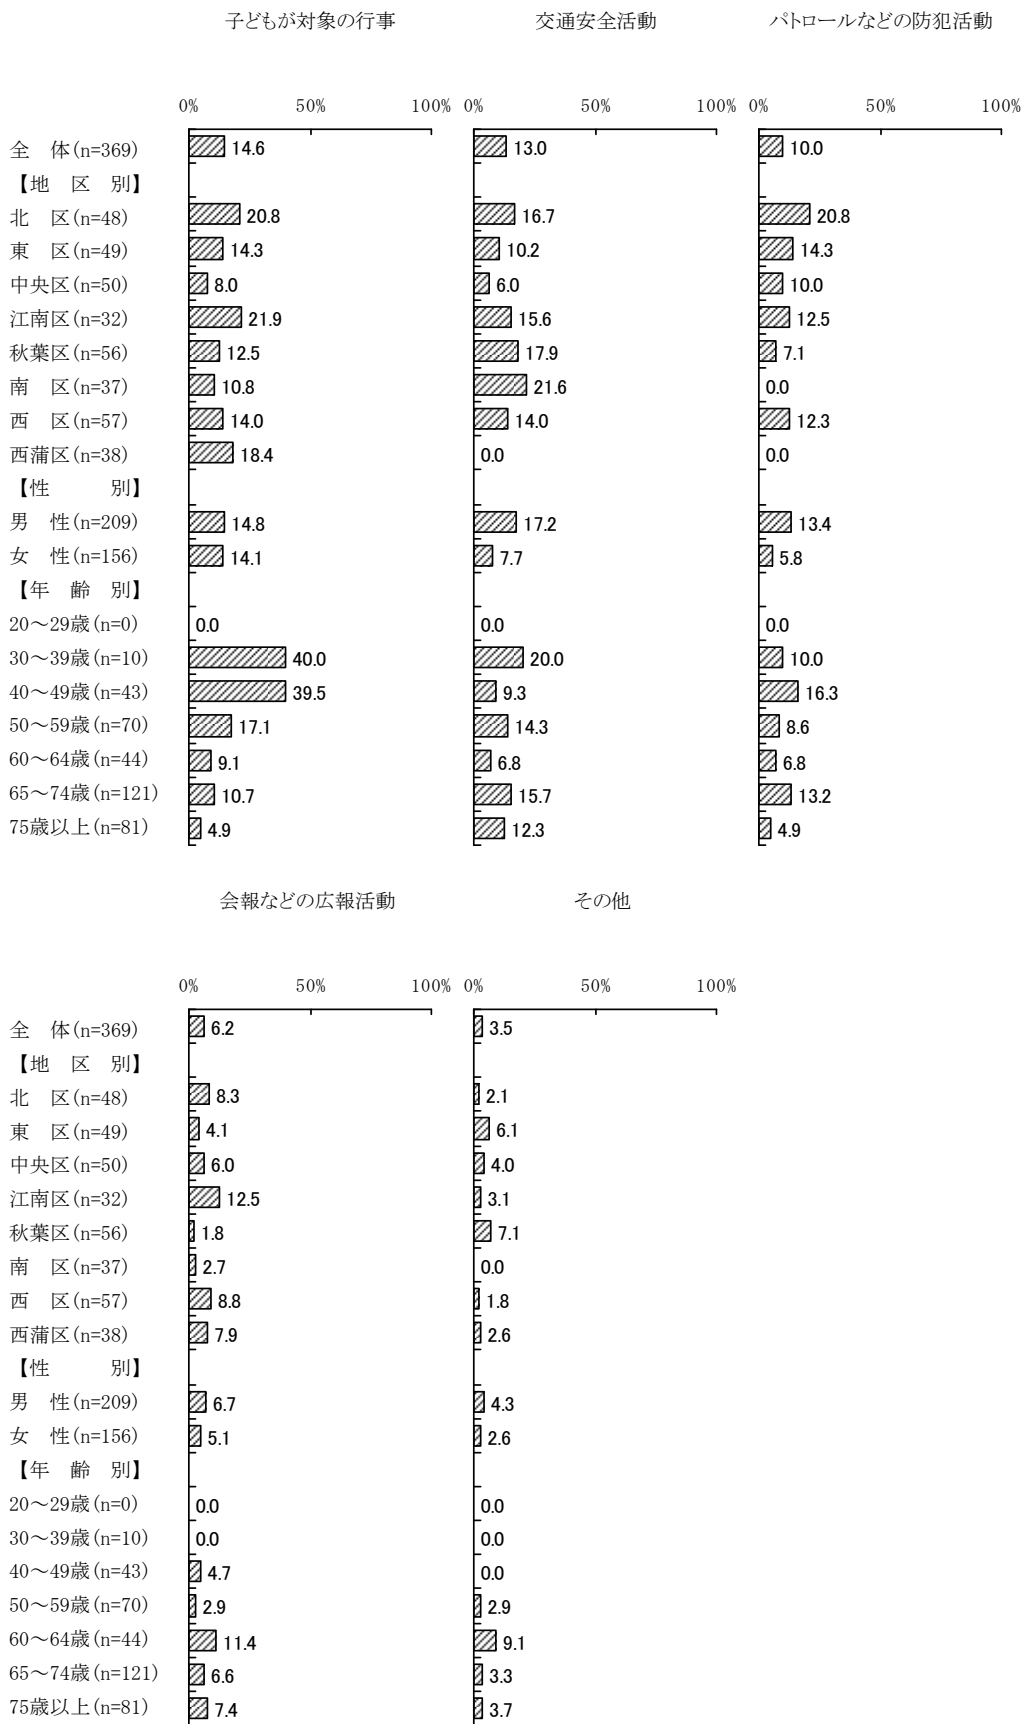 子どもが対象の行事 交通安全活動 パトロールなどの防犯活動
0% 50% 100% 0% 50% 100% 0% 50% 100%
全 体(n=369) 14.6 13.0 10.0
【地 区 別】
北 区(n=48) 20.8 16.7 20.8
東 区(n=49) 14.3 10.2 14.3
中央区(n=50) 8.0 6.0 10.0
江南区(n=32) 21.9 15.6 12.5
秋葉区(n=56) 12.5 17.9 7.1
南 区(n=37) 10.8 21.6 0.0
西 区(n=57) 14.0 14.0 12.3
西蒲区(n=38) 18.4 0.0 0.0
【性 別】
男 性(n=209) 14.8 17.2 13.4
女 性(n=156) 14.1 7.7 5.8
【年 齢 別】
20～29歳(n=0) 0.0 0.0 0.0
30～39歳(n=10) 40.0 20.0 10.0
40～49歳(n=43) 39.5 9.3 16.3
50～59歳(n=70) 17.1 14.3 8.6
60～64歳(n=44) 9.1 6.8 6.8
65～74歳(n=121) 10.7 15.7 13.2
75歳以上(n=81) 4.9 12.3 4.9
会報などの広報活動 その他
0% 50% 100% 0% 50% 100%
全 体(n=369) 6.2 3.5
【地 区 別】
北 区(n=48) 8.3 2.1
東 区(n=49) 4.1 6.1
中央区(n=50) 6.0 4.0
江南区(n=32) 12.5 3.1
秋葉区(n=56) 1.8 7.1
南 区(n=37) 2.7 0.0
西 区(n=57) 8.8 1.8
西蒲区(n=38) 7.9 2.6
【性 別】
男 性(n=209) 6.7 4.3
女 性(n=156) 5.1 2.6
【年 齢 別】
20～29歳(n=0) 0.0 0.0
30～39歳(n=10) 0.0 0.0
40～49歳(n=43) 4.7 0.0
50～59歳(n=70) 2.9 2.9
60～64歳(n=44) 11.4 9.1
65～74歳(n=121) 6.6 3.3
75歳以上(n=81) 7.4 3.7